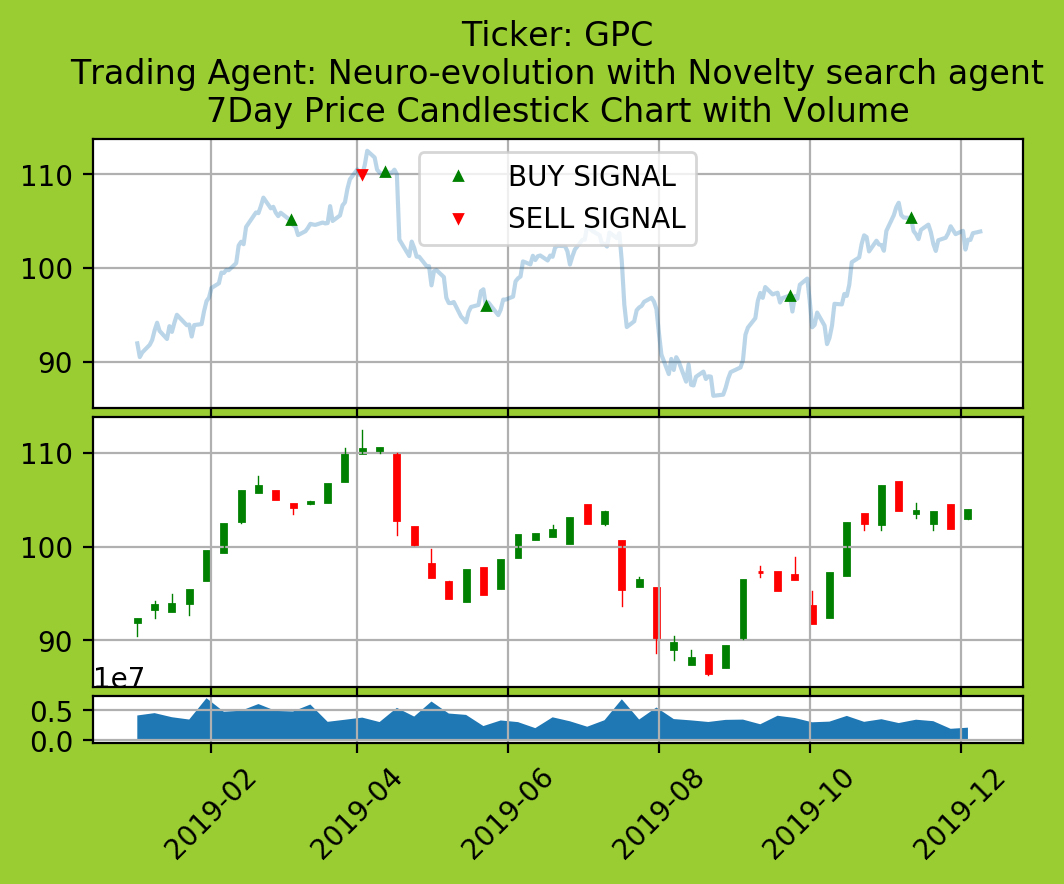 Ticker: GPC
Trading Agent: Neuro-evolution with Novelty search agent
7Day Price Candlestick Chart with Volume
110
100
90
BUY SIGNAL
SELL SIGNAL
110
100
90
1e7
0.5
0.0
2019-02
2019-04
2019-06
2019-08
2019-10
2019-12